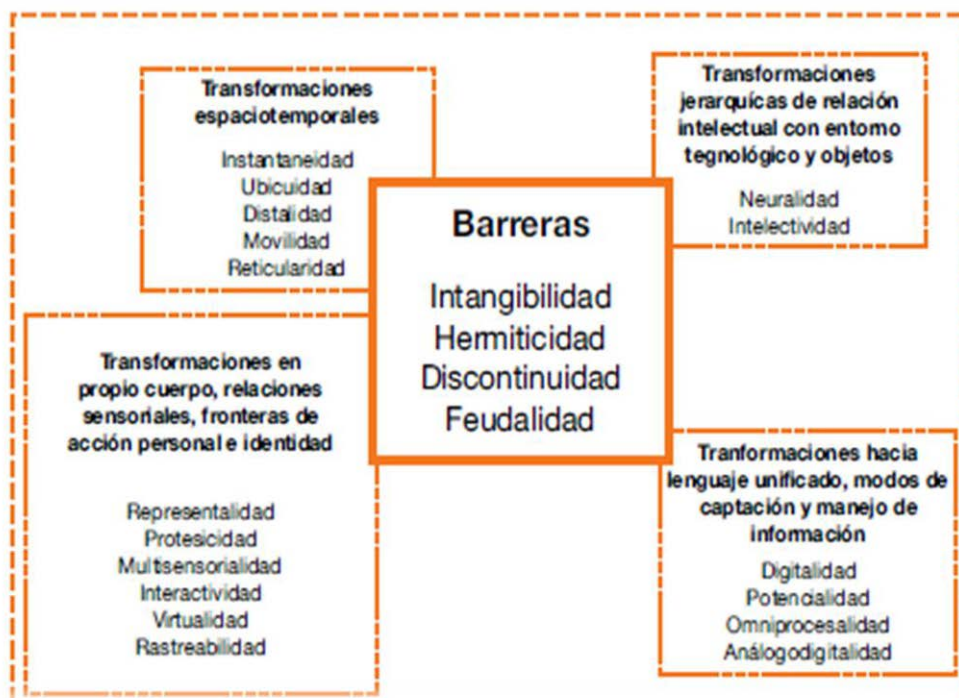 Transformaciones
espaciotemporales
Instantaneidad
Ubicuidad
Distalidad
Movilidad
Reticularidad
Transformaciones
jerarquícas de relación
intelectual con entorno
tegnológico y objetos
Neuralidad
Intelectividad
Barreras
Intangibilidad
Hermiticidad
Discontinuidad
Feudalidad
Transformaciones en
propio cuerpo, relaciones
sensoriales, fronteras de
acción personal e identidad
Representalidad
Protesicidad
Multisensorialidad
Interactividad
Virtualidad
Rastreabilidad
Tranformaciones hacia
lenguaje unificado, modos de
captación y manejo de
información
Digitalidad
Potencialidad
Omniprocesalidad
Análogodigitalidad